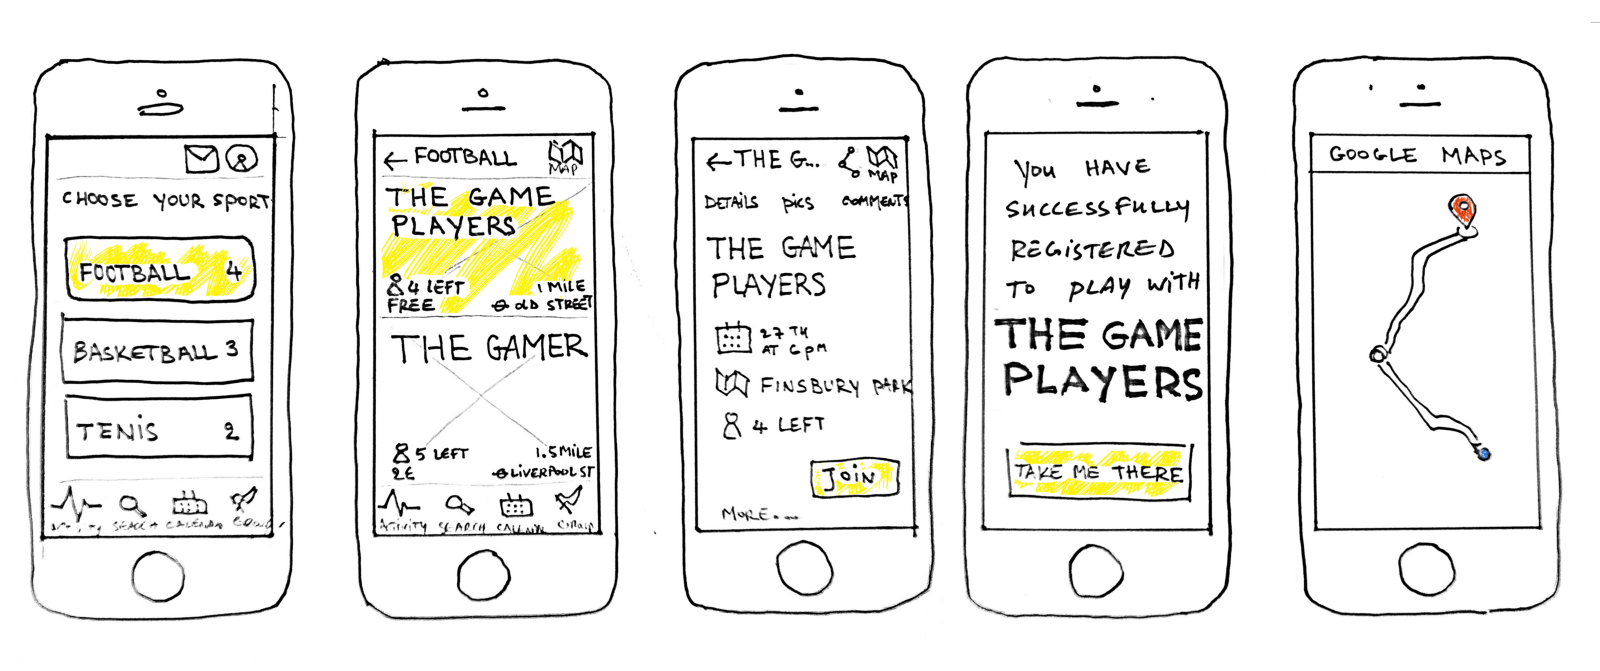 CHOOSE YOUR SPORT
FOOTBALL 4
BASKETBALL 3
TENIS 2
SEARCH CALENDAR
← FOOTBALL
MAP
THE GAME
PLAYERS
4 LEFT
FREE
1 MILE
OLD STREET
THE GAMER
5 LEFT
2£
1.5 MILE
LIVERPOOL ST
ACTIVITY SEARCH
← THE G...
MAP
DETAILS PICS COMMENTS
THE GAME
PLAYERS
27TH
AT 6PM
FINSBURY PARK
4 LEFT
JOIN
MORE....
YOU HAVE
SUCCESSFULLY
REGISTERED
TO PLAY WITH
THE GAME
PLAYERS
TAKE ME THERE
GOOGLE MAPS